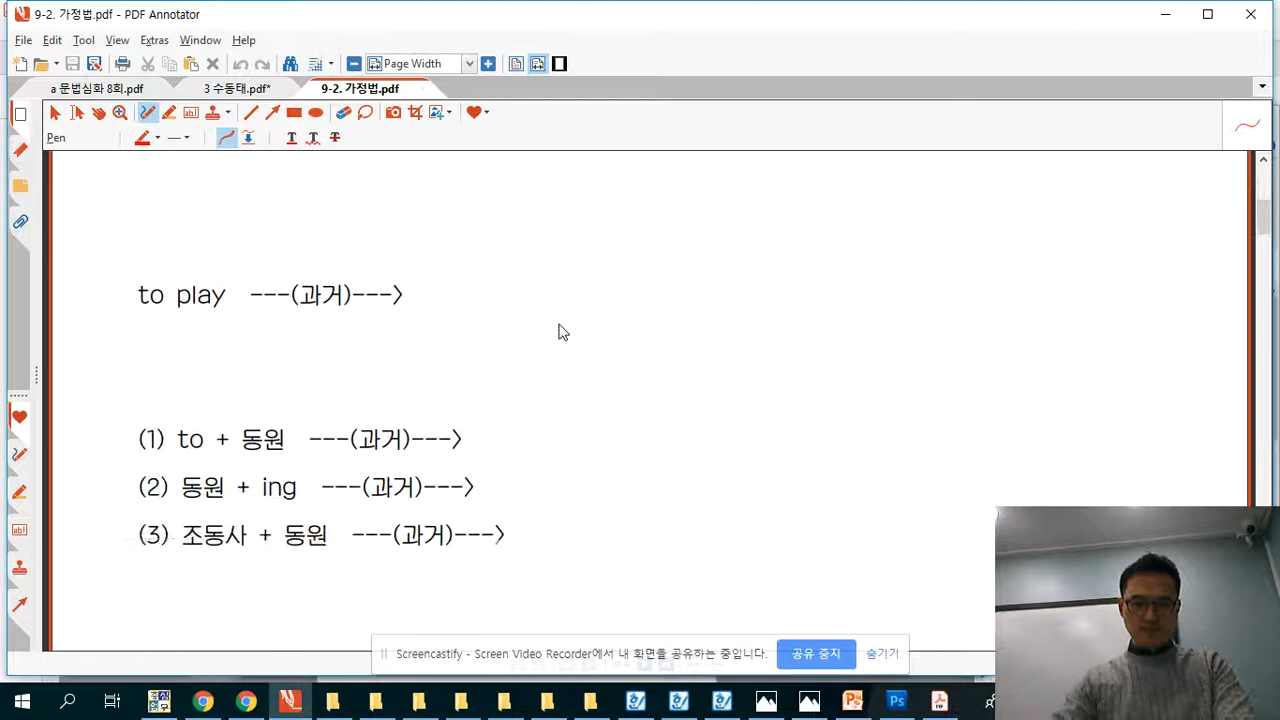 9-2. 가정법.pdf - PDF Annotator
File Edit Tool View Extras Window Help
Page Width
a 문법심화 8회.pdf 3 수동태.pdf* 9-2. 가정법.pdf
Pen
to play ---(과거)--->
(1) to + 동원 ---(과거)--->
(2) 동원 + ing ---(과거)--->
(3) 조동사 + 동원 ---(과거)--->
Screencastify - Screen Video Recorder에서 내 화면을 공유하는 중입니다. 공유 중지 숨기기